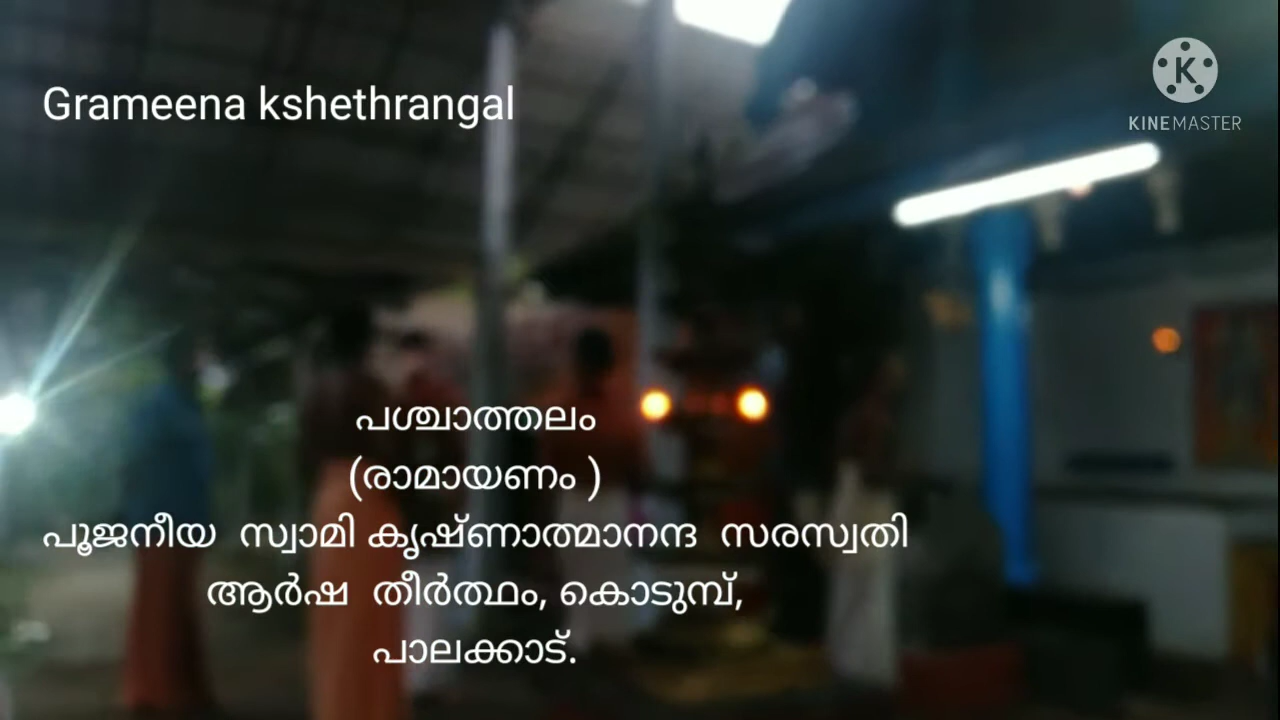 Grameena kshethrangal
K
KINEMASTER
പശ്ചാത്തലം
(രാമായണം )
പൂജനീയ സ്വാമി കൃഷ്ണാത്മാനന്ദ സരസ്വതി
ആർഷ തീർത്ഥം, കൊടുമ്പ്,
പാലക്കാട്.